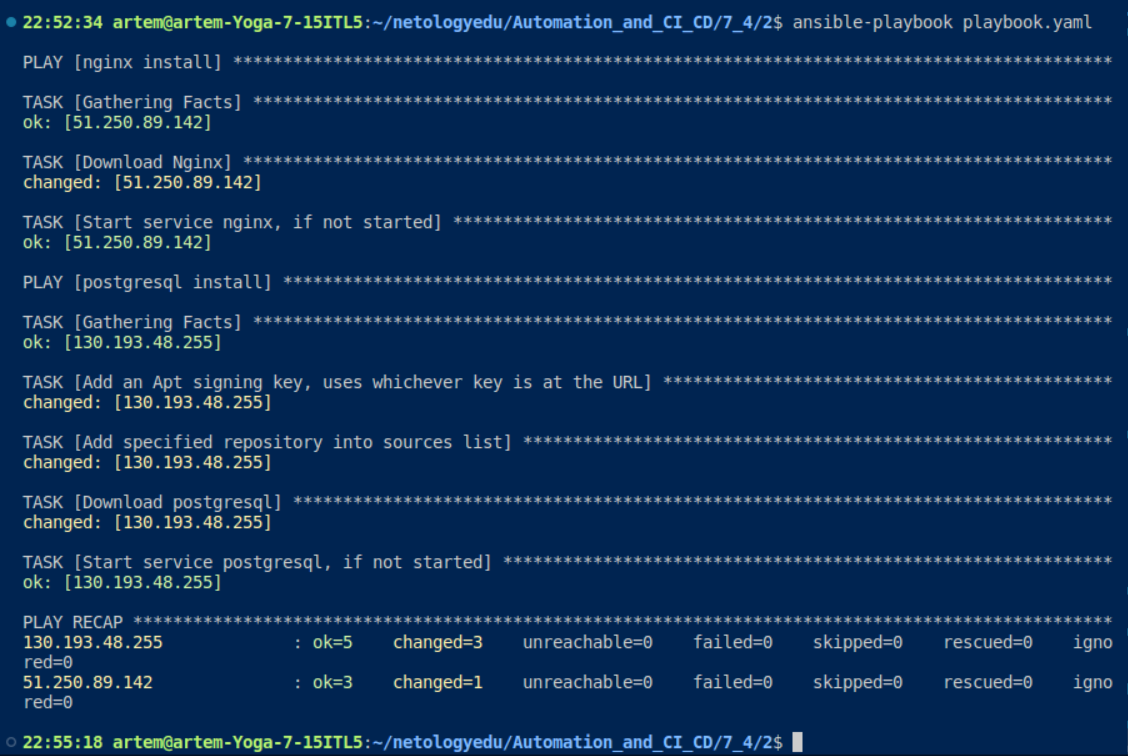 22:52:34 artem@artem-Yoga-7-15ITL5:~/netologyedu/Automation_and_CI_CD/7_4/2$ ansible-playbook playbook.yaml
PLAY [nginx install] ****************************************************************************************
TASK [Gathering Facts] **************************************************************************************
ok: [51.250.89.142]
TASK [Download Nginx] ***************************************************************************************
changed: [51.250.89.142]
TASK [Start service nginx, if not started] ******************************************************************
ok: [51.250.89.142]
PLAY [postgresql install] ***********************************************************************************
TASK [Gathering Facts] **************************************************************************************
ok: [130.193.48.255]
TASK [Add an Apt signing key, uses whichever key is at the URL] *********************************************
changed: [130.193.48.255]
TASK [Add specified repository into sources list] ***********************************************************
changed: [130.193.48.255]
TASK [Download postgresql] **********************************************************************************
changed: [130.193.48.255]
TASK [Start service postgresql, if not started] *************************************************************
ok: [130.193.48.255]
PLAY RECAP **************************************************************************************************
130.193.48.255             : ok=5    changed=3    unreachable=0    failed=0    skipped=0    rescued=0    igno
red=0
51.250.89.142              : ok=3    changed=1    unreachable=0    failed=0    skipped=0    rescued=0    igno
red=0
22:55:18 artem@artem-Yoga-7-15ITL5:~/netologyedu/Automation_and_CI_CD/7_4/2$